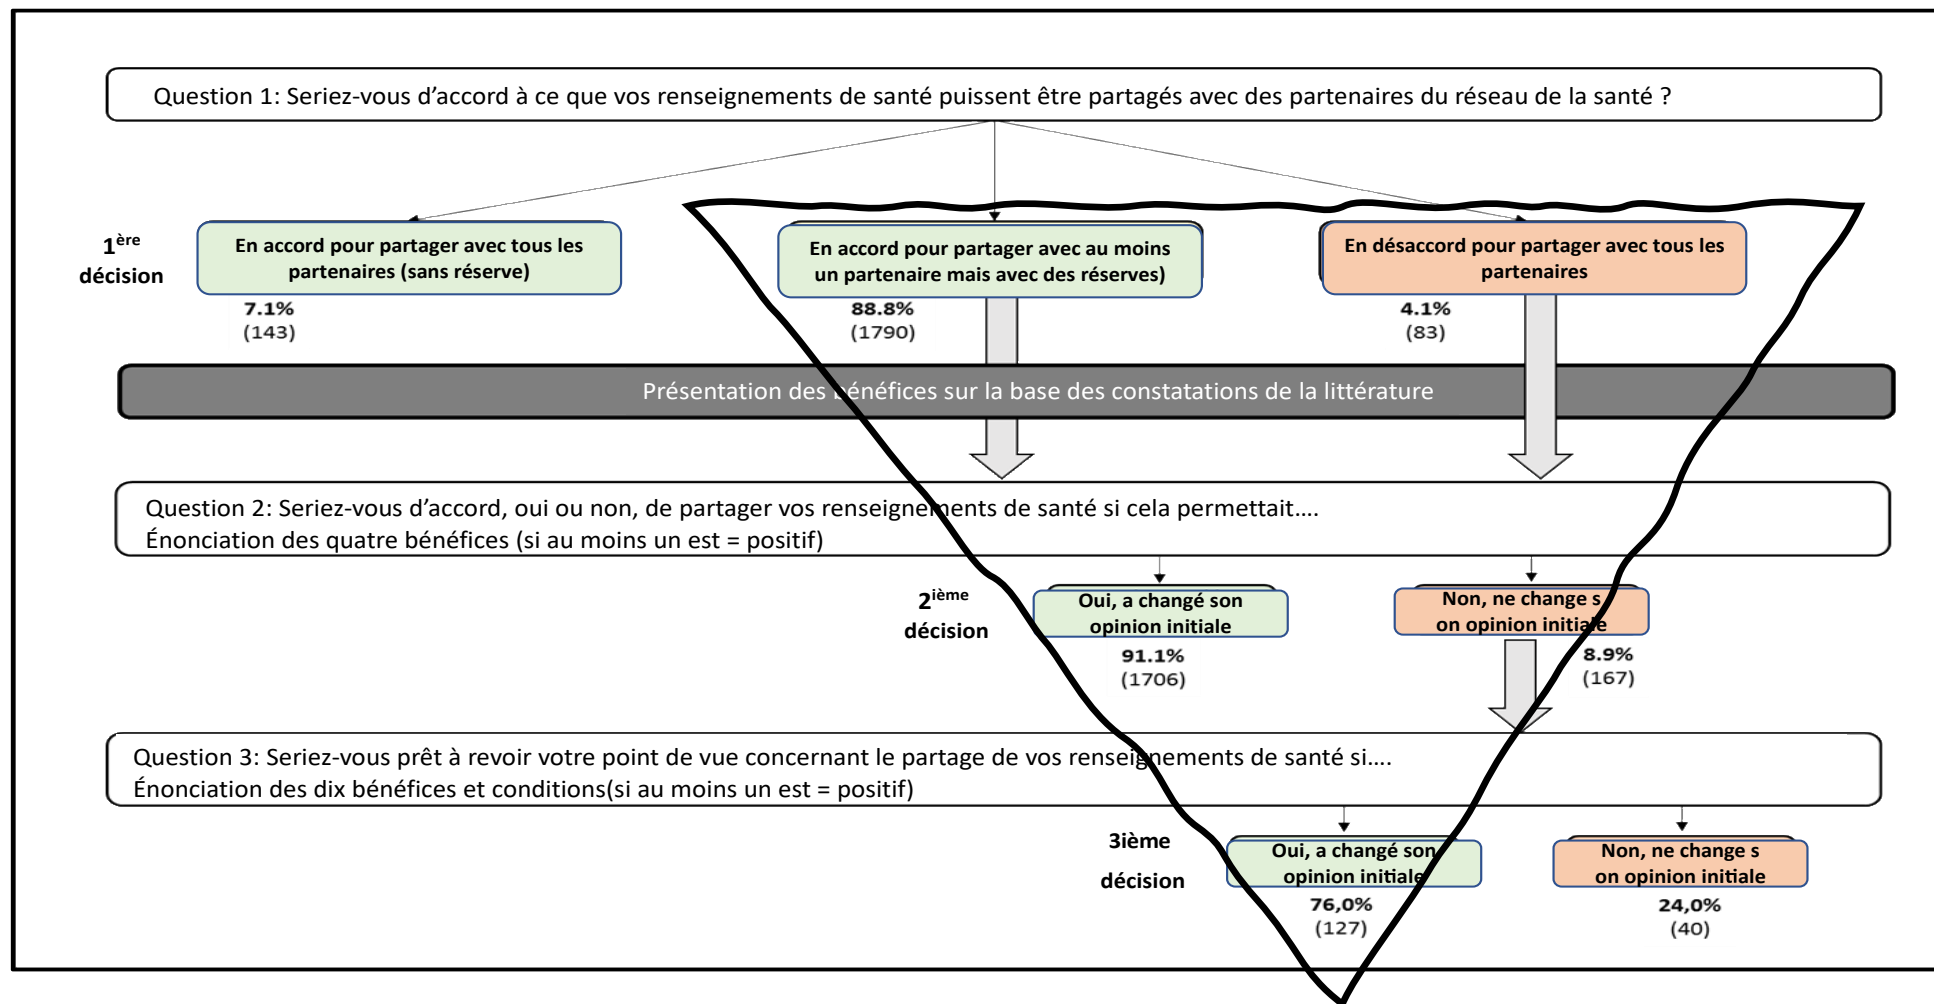 Question 1: Seriez-vous d’accord à ce que vos renseignements de santé puissent être partagés avec des partenaires du réseau de la santé ?
1ère
décision
En accord pour partager avec tous les
partenaires (sans réserve)
7.1%
(143)
En accord pour partager avec au moins
un partenaire mais avec des réserves)
88.8%
(1790)
En désaccord pour partager avec tous les
partenaires
4.1%
(83)
Présentation des bénéfices sur la base des constatations de la littérature
Question 2: Seriez-vous d’accord, oui ou non, de partager vos renseignements de santé si cela permettait….
Énonciation des quatre bénéfices (si au moins un est = positif)
2ième
décision
Oui, a changé son
opinion initiale
91.1%
(1706)
Non, ne change s
on opinion initiale
8.9%
(167)
Question 3: Seriez-vous prêt à revoir votre point de vue concernant le partage de vos renseignements de santé si….
Énonciation des dix bénéfices et conditions(si au moins un est = positif)
3ième
décision
Oui, a changé son
opinion initiale
76,0%
(127)
Non, ne change s
on opinion initiale
24,0%
(40)